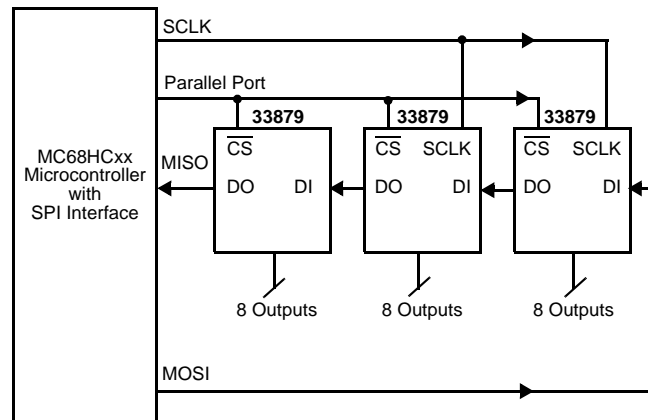 SCLK
Parallel Port
33879 33879 33879
MC68HCxx
Microcontroller
with
SPI Interface
MISO
CS CS SCLK CS SCLK
DO DI DO DI DO DI
8 Outputs 8 Outputs 8 Outputs
MOSI